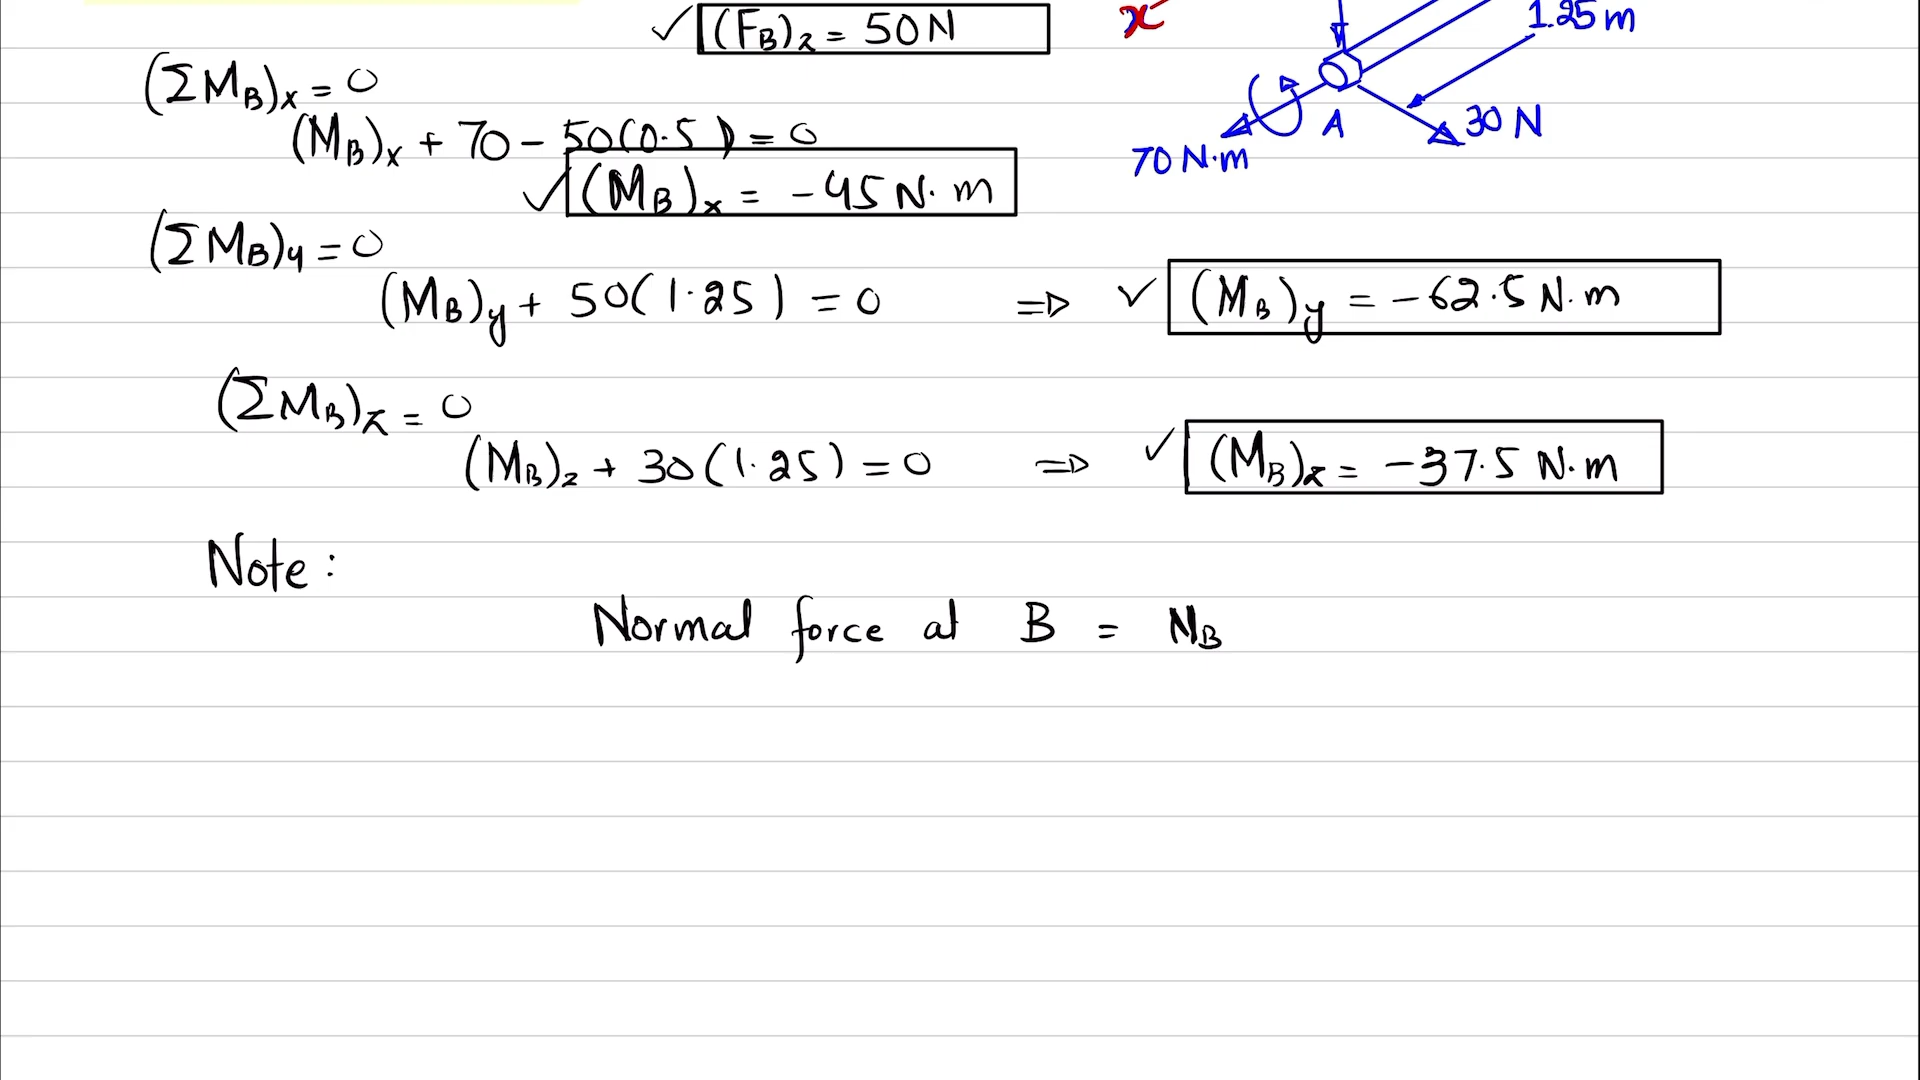 (F_B)_z = 50 N
x
1.25 m
(ΣM_B)_x = 0
(M_B)_x + 70 - 50(0.5) = 0
A
30 N
70 N·m
(M_B)_x = -45 N·m
(ΣM_B)_y = 0
(M_B)_y + 50(1.25) = 0 ⇒ (M_B)_y = -62.5 N·m
(ΣM_B)_z = 0
(M_B)_z + 30(1.25) = 0 ⇒ (M_B)_z = -37.5 N·m
Note :
Normal force at B = N_B